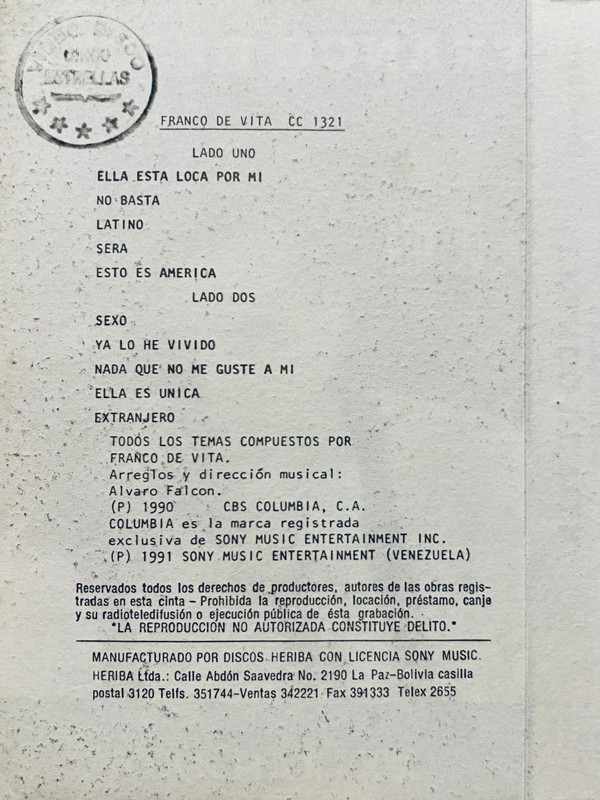 VIDEO DISCO
CINCO
ESTRELLAS
FRANCO DE VITA CC 1321
LADO UNO
ELLA ESTA LOCA POR MI
NO BASTA
LATINO
SERA
ESTO ES AMERICA
LADO DOS
SEXO
YA LO HE VIVIDO
NADA QUE NO ME GUSTE A MI
ELLA ES UNICA
EXTRANJERO
TODOS LOS TEMAS COMPUESTOS POR
FRANCO DE VITA.
Arreglos y dirección musical:
Alvaro Falcon.
(P) 1990 CBS COLUMBIA, C.A.
COLUMBIA es la marca registrada
exclusiva de SONY MUSIC ENTERTAINMENT INC.
(P) 1991 SONY MUSIC ENTERTAINMENT (VENEZUELA)
Reservados todos los derechos de productores, autores de las obras regis-
tradas en esta cinta – Prohibida la reproducción, locación, préstamo, canje
y su radioteledifusión o ejecución pública de ésta grabación.
"LA REPRODUCCION NO AUTORIZADA CONSTITUYE DELITO."
MANUFACTURADO POR DISCOS HERIBA CON LICENCIA SONY MUSIC.
HERIBA Ltda.: Calle Abdón Saavedra No. 2190 La Paz–Bolivia casilla
postal 3120 Telfs. 351744–Ventas 342221 Fax 391333 Telex 2655